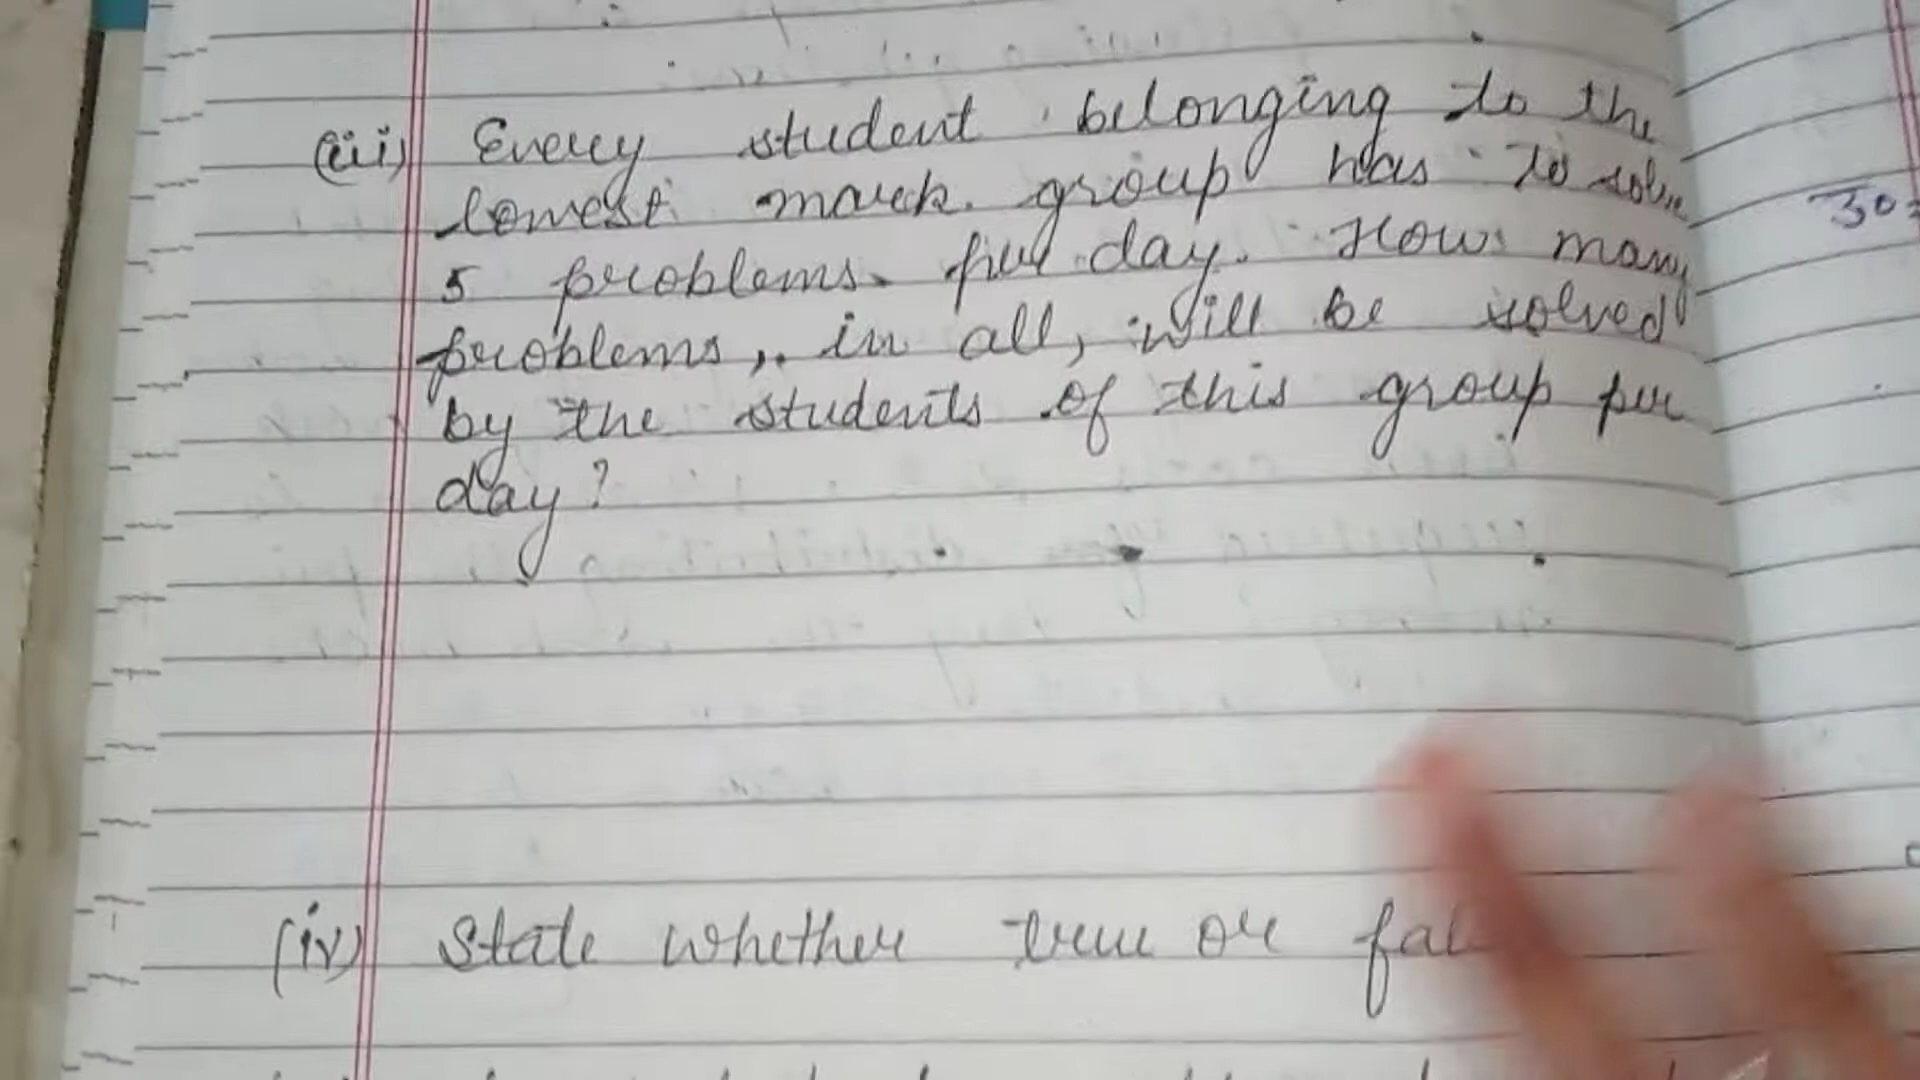 (iii) Every student belonging to the
lowest mark group has to solve
5 problems per day. How many
problems, in all, will be solved
by the students of this group per
day?
30
(iv) State whether true or fal